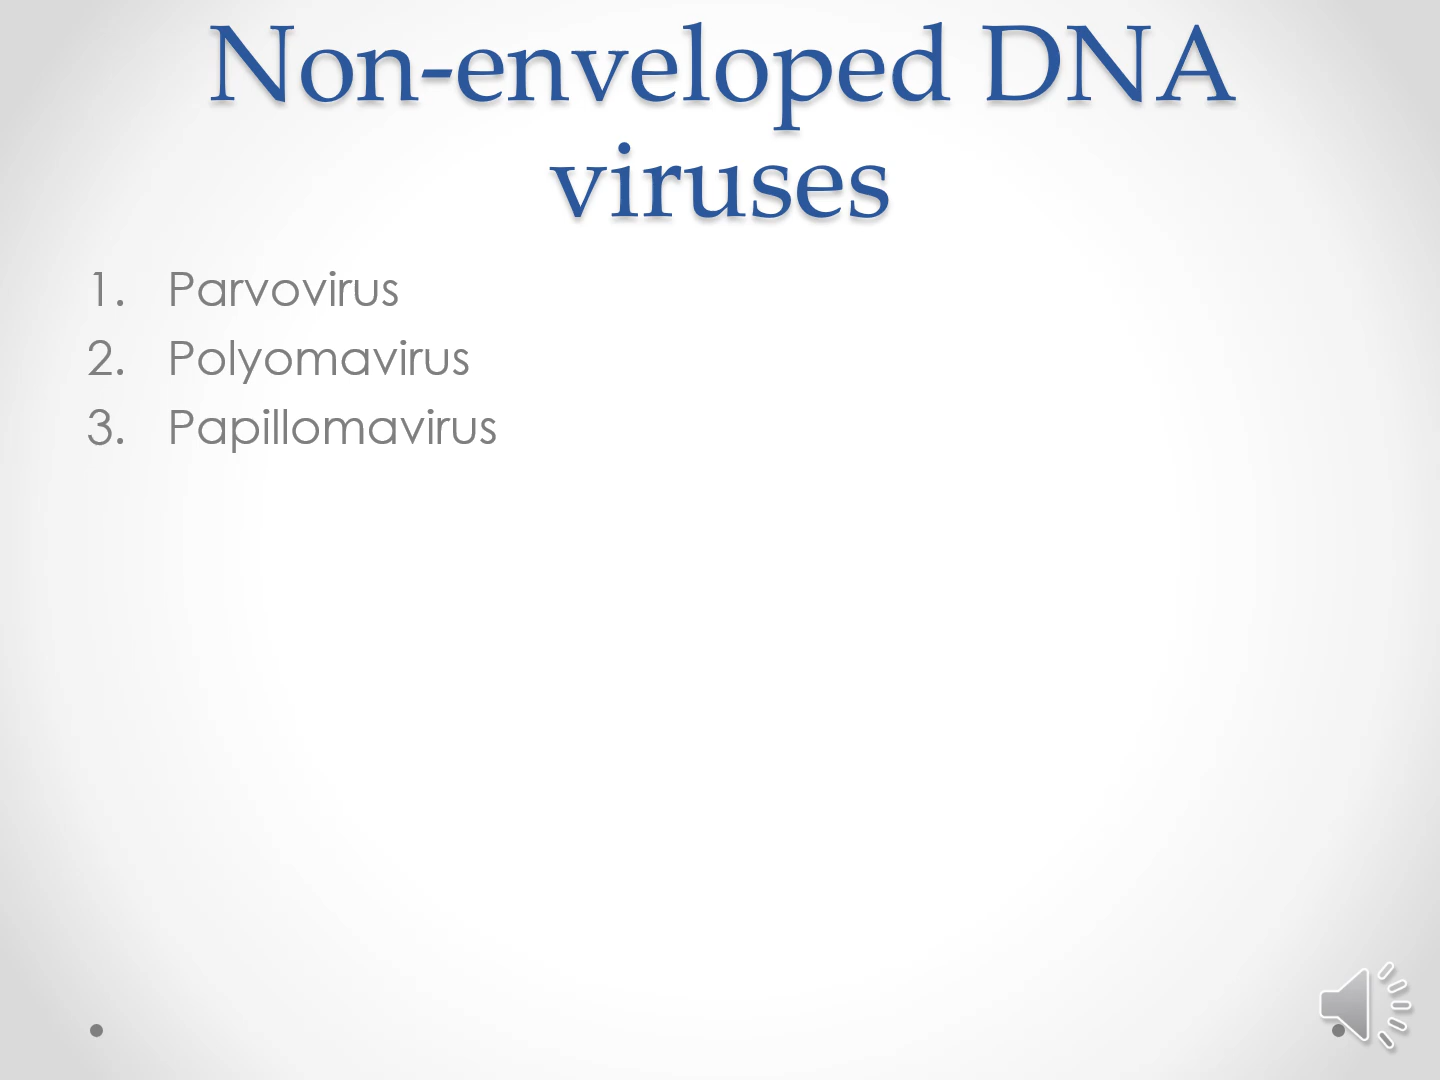 Non-enveloped DNA
viruses
1. Parvovirus
2. Polyomavirus
3. Papillomavirus